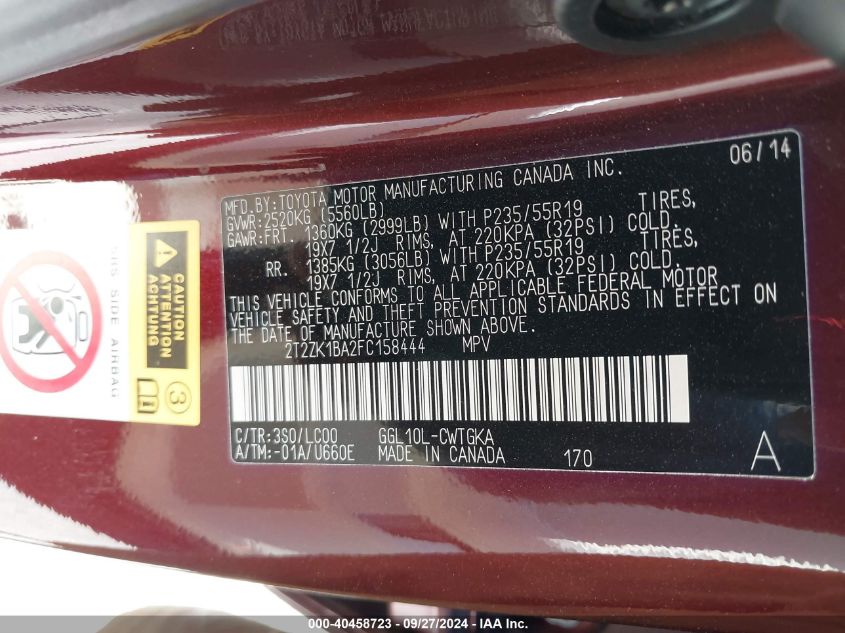 06/14
MFD.BY:TOYOTA MOTOR MANUFACTURING CANADA INC.
GVWR:2520KG (5560LB)
GAWR:FRT. 1360KG (2999LB) WITH P235/55R19 TIRES,
19X7 1/2J RIMS, AT 220KPA (32PSI) COLD.
RR. 1385KG (3056LB) WITH P235/55R19 TIRES,
19X7 1/2J RIMS, AT 220KPA (32PSI) COLD.
THIS VEHICLE CONFORMS TO ALL APPLICABLE FEDERAL MOTOR
VEHICLE SAFETY AND THEFT PREVENTION STANDARDS IN EFFECT ON
THE DATE OF MANUFACTURE SHOWN ABOVE.
2T2ZK1BA2FC158444 MPV
C/TR:3S0/LC00 GGL10L-CWTGKA
A/TM:-01A/U660E MADE IN CANADA 170 A
SRS SIDE AIRBAG
CAUTION
ATTENTION
ACHTUNG
3
000-40458723 - 09/27/2024 - IAA Inc.